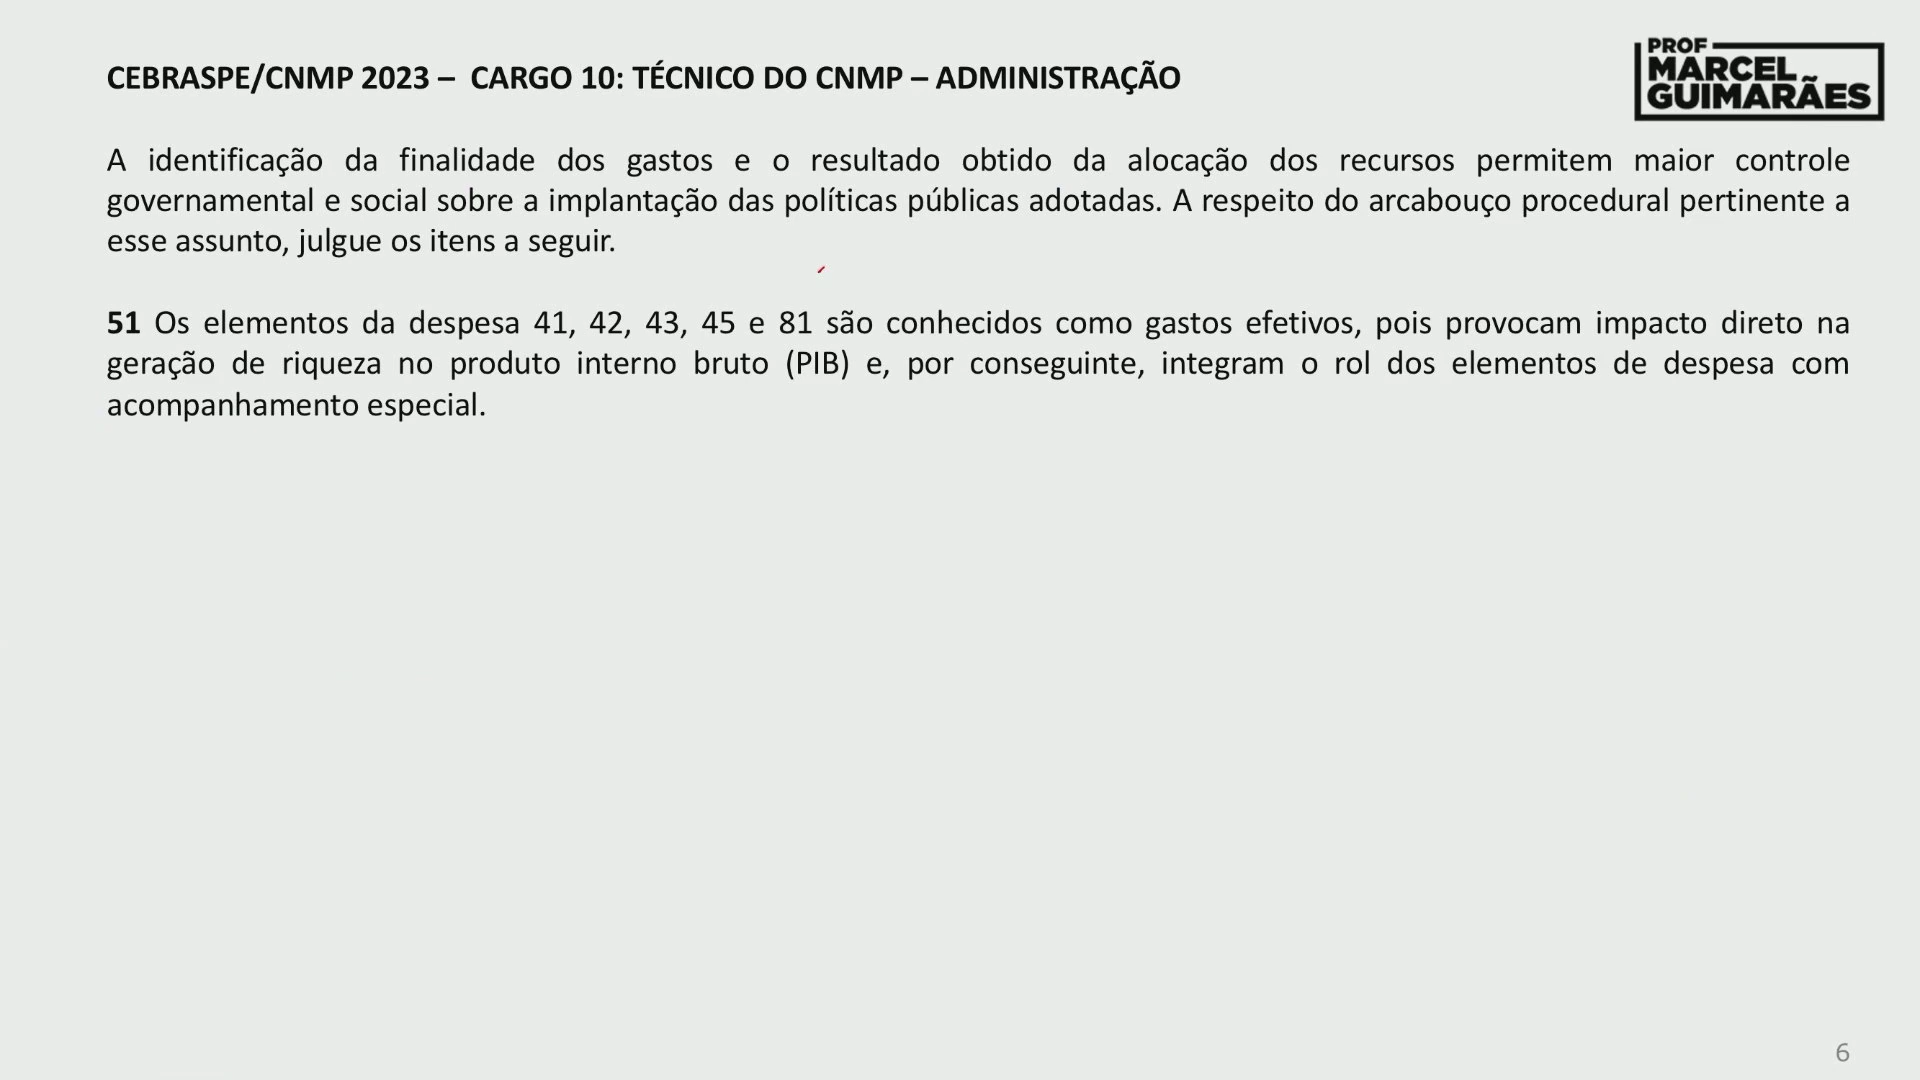 CEBRASPE/CNMP 2023 – CARGO 10: TÉCNICO DO CNMP – ADMINISTRAÇÃO
PROF
MARCEL
GUIMARÃES
A identificação da finalidade dos gastos e o resultado obtido da alocação dos recursos permitem maior controle
governamental e social sobre a implantação das políticas públicas adotadas. A respeito do arcabouço procedural pertinente a
esse assunto, julgue os itens a seguir.
51 Os elementos da despesa 41, 42, 43, 45 e 81 são conhecidos como gastos efetivos, pois provocam impacto direto na
geração de riqueza no produto interno bruto (PIB) e, por conseguinte, integram o rol dos elementos de despesa com
acompanhamento especial.
6